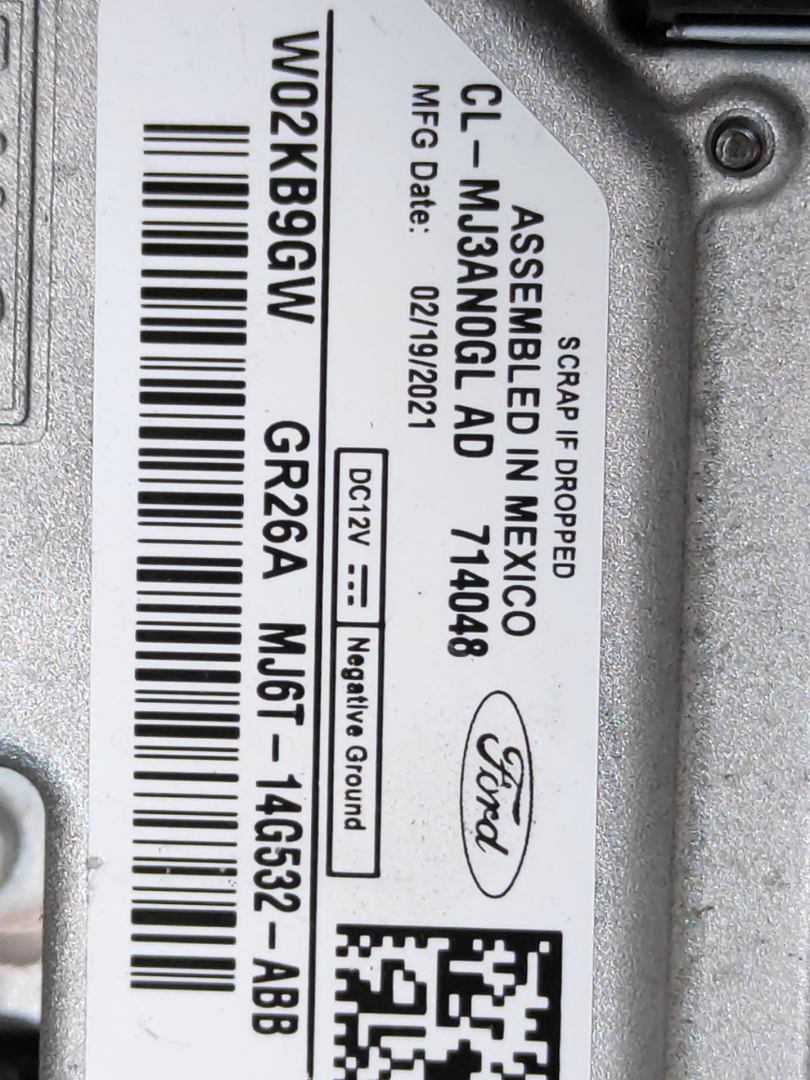 SCRAP IF DROPPED
ASSEMBLED IN MEXICO
CL-MJ3AN0GL AD 714048
Ford
MFG Date: 02/19/2021
DC12V Negative Ground
W02KB9GW GR26A MJ6T-14G532-ABB